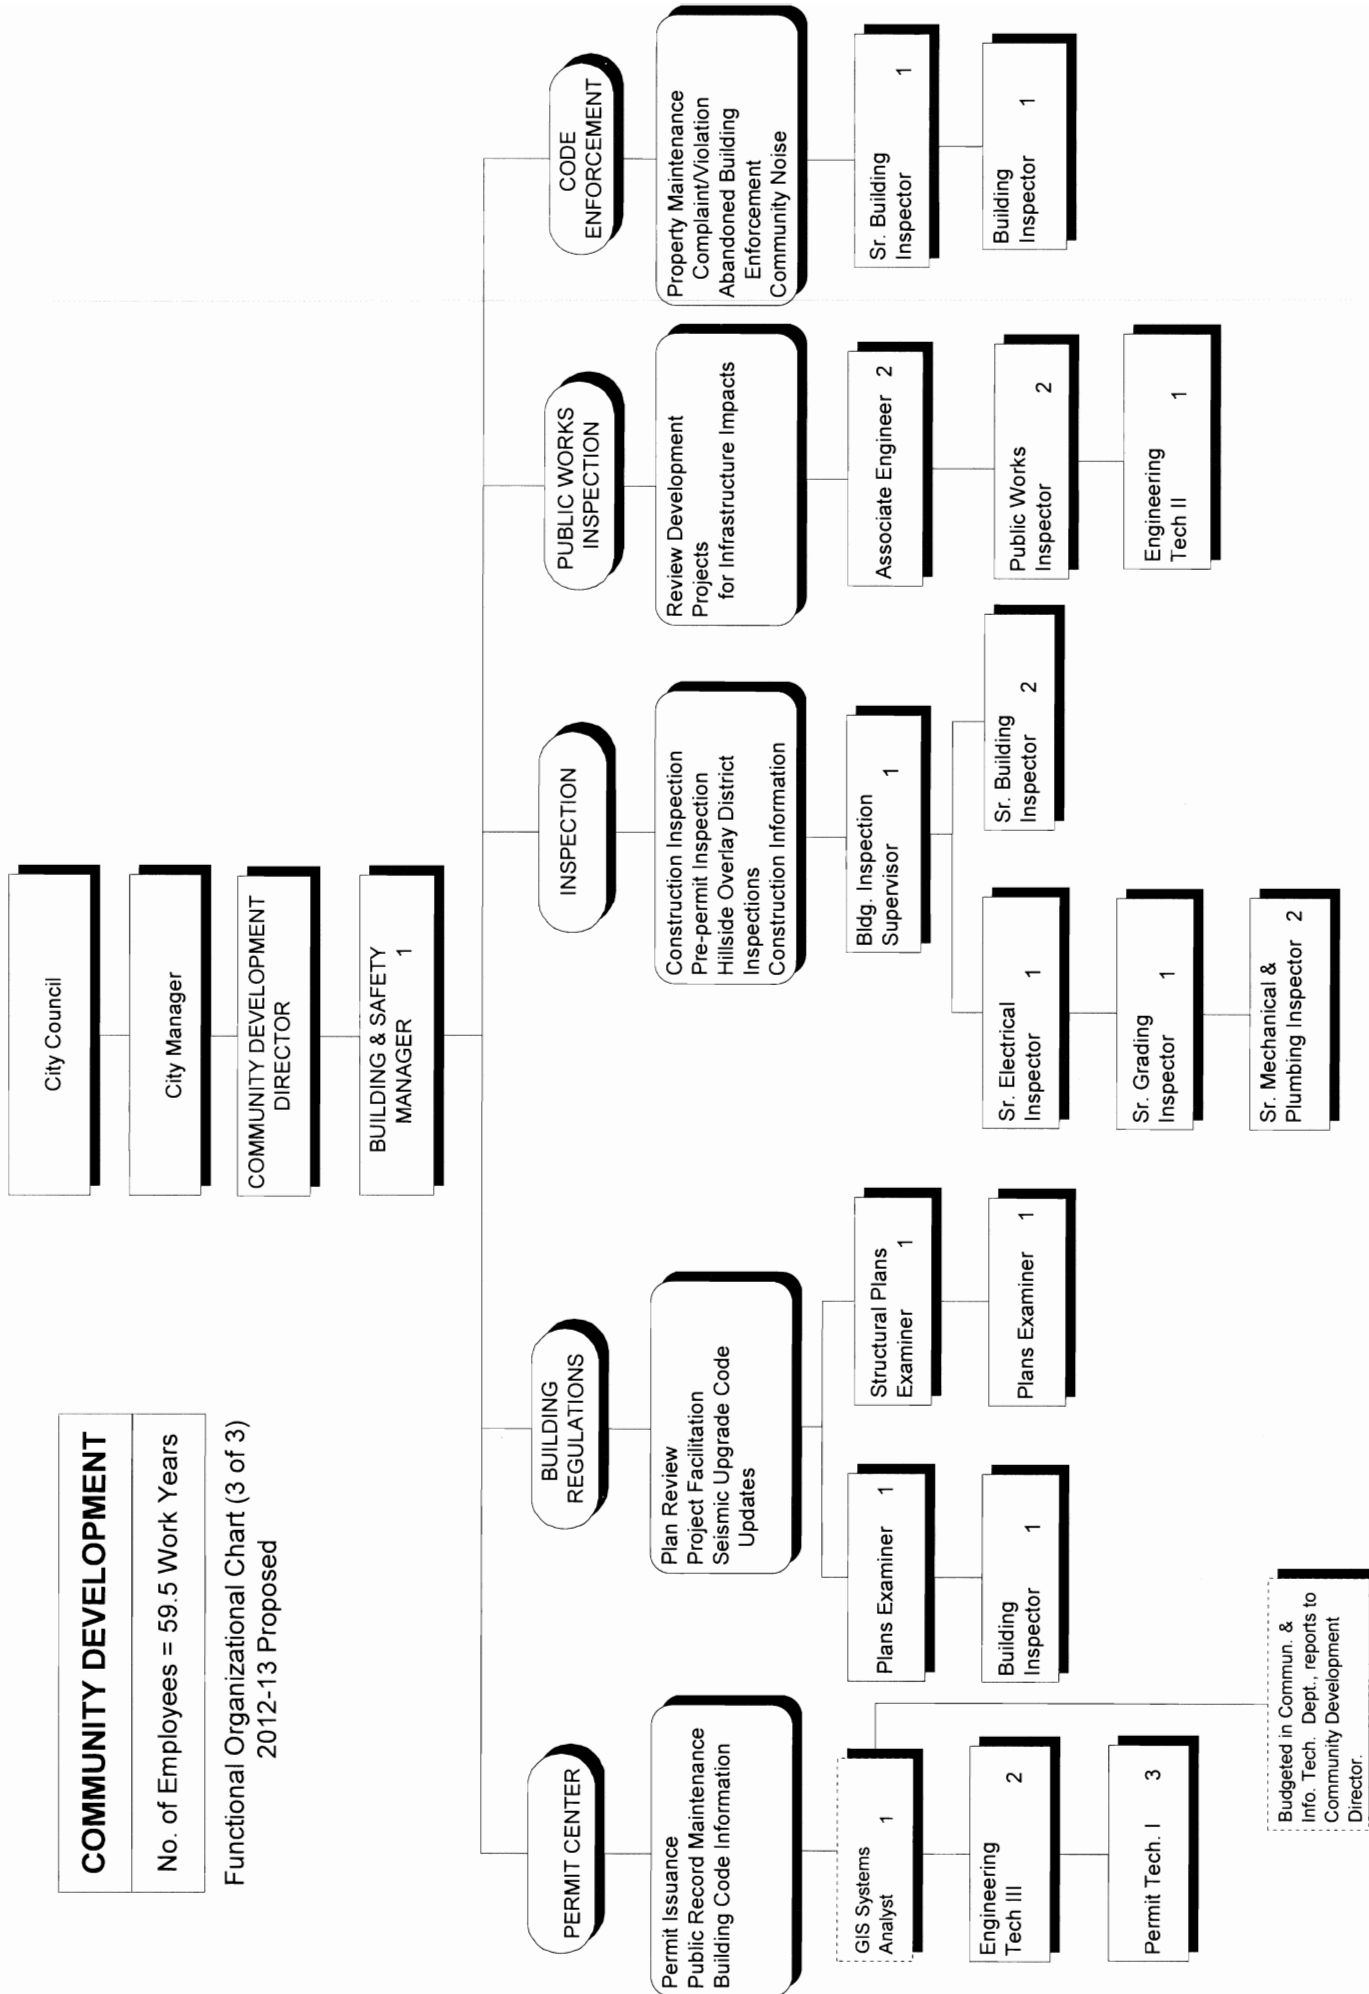 COMMUNITY DEVELOPMENT
No. of Employees = 59.5 Work Years
Functional Organizational Chart (3 of 3)
2012-13 Proposed
City Council
City Manager
COMMUNITY DEVELOPMENT
DIRECTOR
BUILDING & SAFETY
MANAGER 1
PERMIT CENTER
Permit Issuance
Public Record Maintenance
Building Code Information
GIS Systems
Analyst 1
Engineering
Tech III 2
Permit Tech. I 3
Budgeted in Commun. &
Info. Tech. Dept., reports to
Community Development
Director.
BUILDING
REGULATIONS
Plan Review
Project Facilitation
Seismic Upgrade Code
Updates
Plans Examiner 1
Building
Inspector 1
Structural Plans
Examiner 1
Plans Examiner 1
INSPECTION
Construction Inspection
Pre-permit Inspection
Hillside Overlay District
Inspections
Construction Information
Bldg. Inspection
Supervisor 1
Sr. Electrical
Inspector 1
Sr. Grading
Inspector 1
Sr. Mechanical &
Plumbing Inspector 2
Sr. Building
Inspector 2
PUBLIC WORKS
INSPECTION
Review Development
Projects
for Infrastructure Impacts
Associate Engineer 2
Public Works
Inspector 2
Engineering
Tech II 1
CODE
ENFORCEMENT
Property Maintenance
Complaint/Violation
Abandoned Building
Enforcement
Community Noise
Sr. Building
Inspector 1
Building
Inspector 1